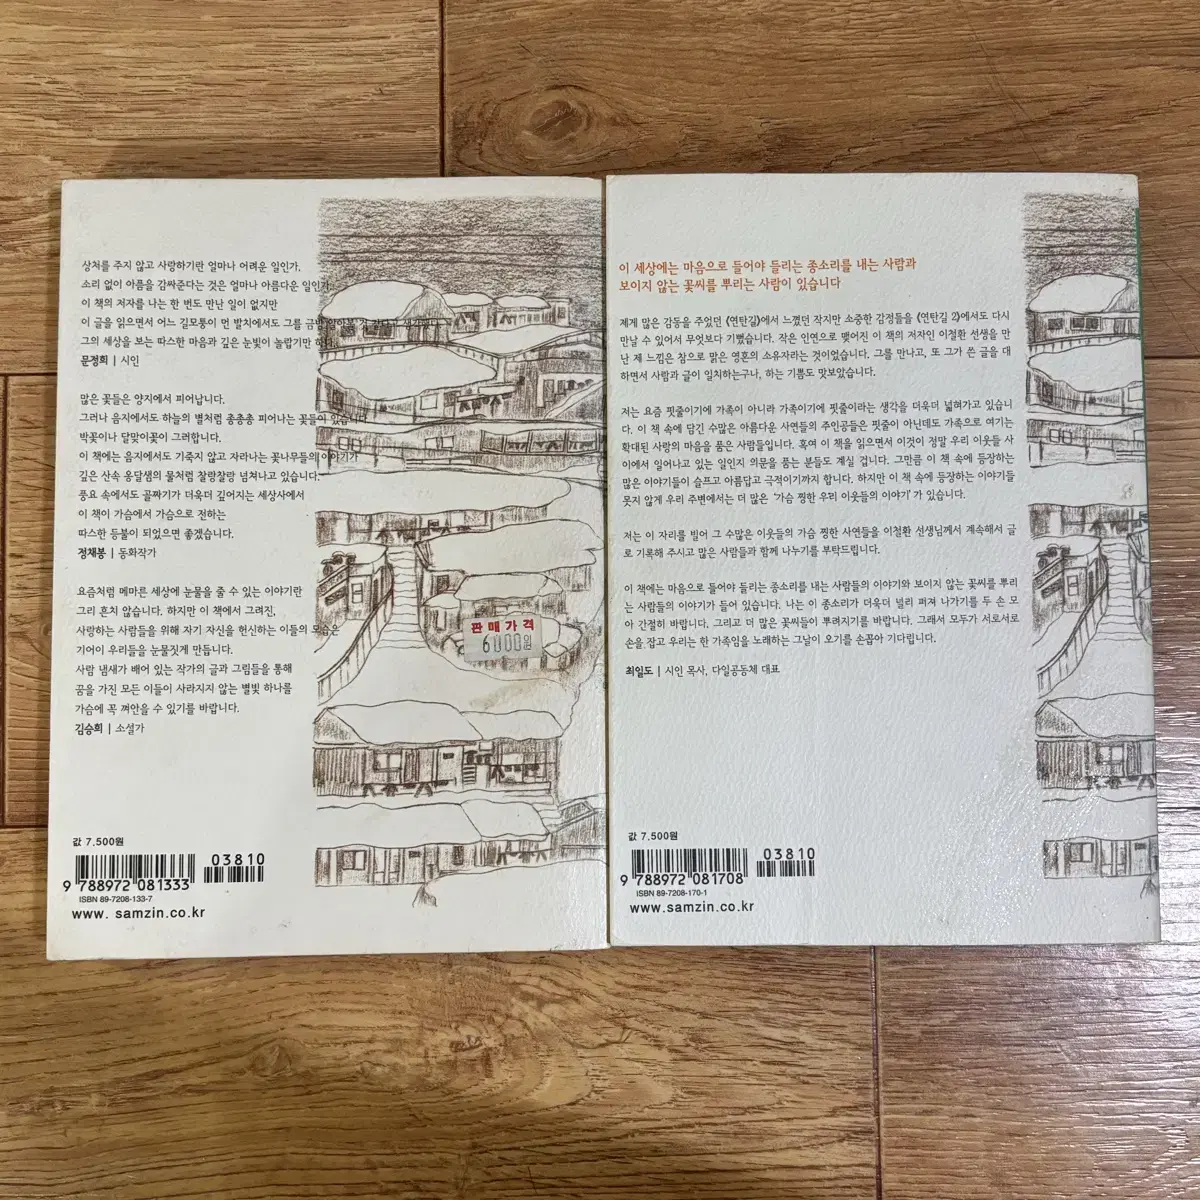 상처를 주지 않고 사랑하기란 얼마나 어려운 일인가.
소리 없이 아픔을 감싸준다는 것은 얼마나 아름다운 일인가.
이 책의 저자를 나는 한 번도 만난 일이 없지만
이 글을 읽으면서 어느 길모퉁이 먼 발치에서도 그를 금방
그의 세상을 보는 따스한 마음과 깊은 눈빛이 놀랍기만 하다.
문정희 | 시인
많은 꽃들은 양지에서 피어납니다.
그러나 음지에서도 하늘의 별처럼 총총총 피어나는 꽃들이 있습니다.
박꽃이나 달맞이꽃이 그러합니다.
이 책에는 음지에서도 기죽지 않고 자라나는 꽃나무들의 이야기가
깊은 산속 옹달샘의 물처럼 찰랑찰랑 넘쳐나고 있습니다.
풍요 속에서도 골짜기가 더욱더 깊어지는 세상사에서
이 책이 가슴에서 가슴으로 전하는
따스한 등불이 되었으면 좋겠습니다.
정채봉 | 동화작가
요즘처럼 메마른 세상에 눈물을 줄 수 있는 이야기란
그리 흔치 않습니다. 하지만 이 책에서 그려진,
사랑하는 사람들을 위해 자기 자신을 헌신하는 이들의 모습은
기어이 우리들을 눈물짓게 만듭니다.
사람 냄새가 배어 있는 작가의 글과 그림들을 통해
꿈을 가진 모든 이들이 사라지지 않는 별빛 하나를
가슴에 꼭 껴안을 수 있기를 바랍니다.
김승희 | 소설가
판매가격
6000원
값 7,500원
03810
9 788972 081333
ISBN 89-7208-133-7
www. samzin.co.kr
이 세상에는 마음으로 들어야 들리는 종소리를 내는 사람과
보이지 않는 꽃씨를 뿌리는 사람이 있습니다
제게 많은 감동을 주었던 《연탄길》에서 느꼈던 작지만 소중한 감정들을 《연탄길 2》에서도 다시
만날 수 있어서 무엇보다 기뻤습니다. 작은 인연으로 맺어진 이 책의 저자인 이철환 선생을 만
난 제 느낌은 참으로 맑은 영혼의 소유자라는 것이었습니다. 그를 만나고, 또 그가 쓴 글을 대
하면서 사람과 글이 일치하는구나, 하는 기쁨도 맛보았습니다.
저는 요즘 핏줄이기에 가족이 아니라 가족이기에 핏줄이라는 생각을 더욱더 넓혀가고 있습니
다. 이 책 속에 담긴 수많은 아름다운 사연들의 주인공들은 핏줄이 아닌데도 가족으로 여기는
확대된 사랑의 마음을 품은 사람들입니다. 혹여 이 책을 읽으면서 이것이 정말 우리 이웃들 사
이에서 일어나고 있는 일인지 의문을 품는 분들도 계실 겁니다. 그만큼 이 책 속에 등장하는
많은 이야기들이 슬프고 아름답고 극적이기까지 합니다. 하지만 이 책 속에 등장하는 이야기들
못지 않게 우리 주변에서는 더 많은 '가슴 찡한 우리 이웃들의 이야기'가 있습니다.
저는 이 자리를 빌어 그 수많은 이웃들의 가슴 찡한 사연들을 이철환 선생님께서 계속해서 글
로 기록해 주시고 많은 사람들과 함께 나누기를 부탁드립니다.
이 책에는 마음으로 들어야 들리는 종소리를 내는 사람들의 이야기와 보이지 않는 꽃씨를 뿌리
는 사람들의 이야기가 들어 있습니다. 나는 이 종소리가 더욱더 널리 퍼져 나가기를 두 손 모
아 간절히 바랍니다. 그리고 더 많은 꽃씨들이 뿌려지기를 바랍니다. 그래서 모두가 서로서로
손을 잡고 우리는 한 가족임을 노래하는 그날이 오기를 손꼽아 기다립니다.
최일도 | 시인 목사, 다일공동체 대표
값 7,500원
03810
9 788972 081708
ISBN 89-7208-170-1
www.samzin.co.kr